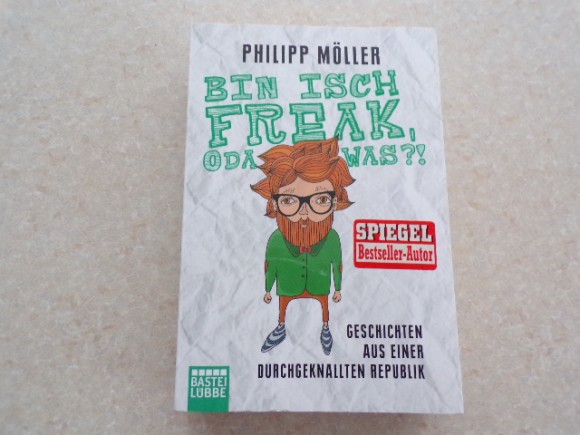 PHILIPP MÖLLER
BIN ISCH
FREAK,
ODA WAS?!
SPIEGEL
Bestseller-Autor
GESCHICHTEN
AUS EINER
DURCHGEKNALLTEN REPUBLIK
BASTEI
LÜBBE